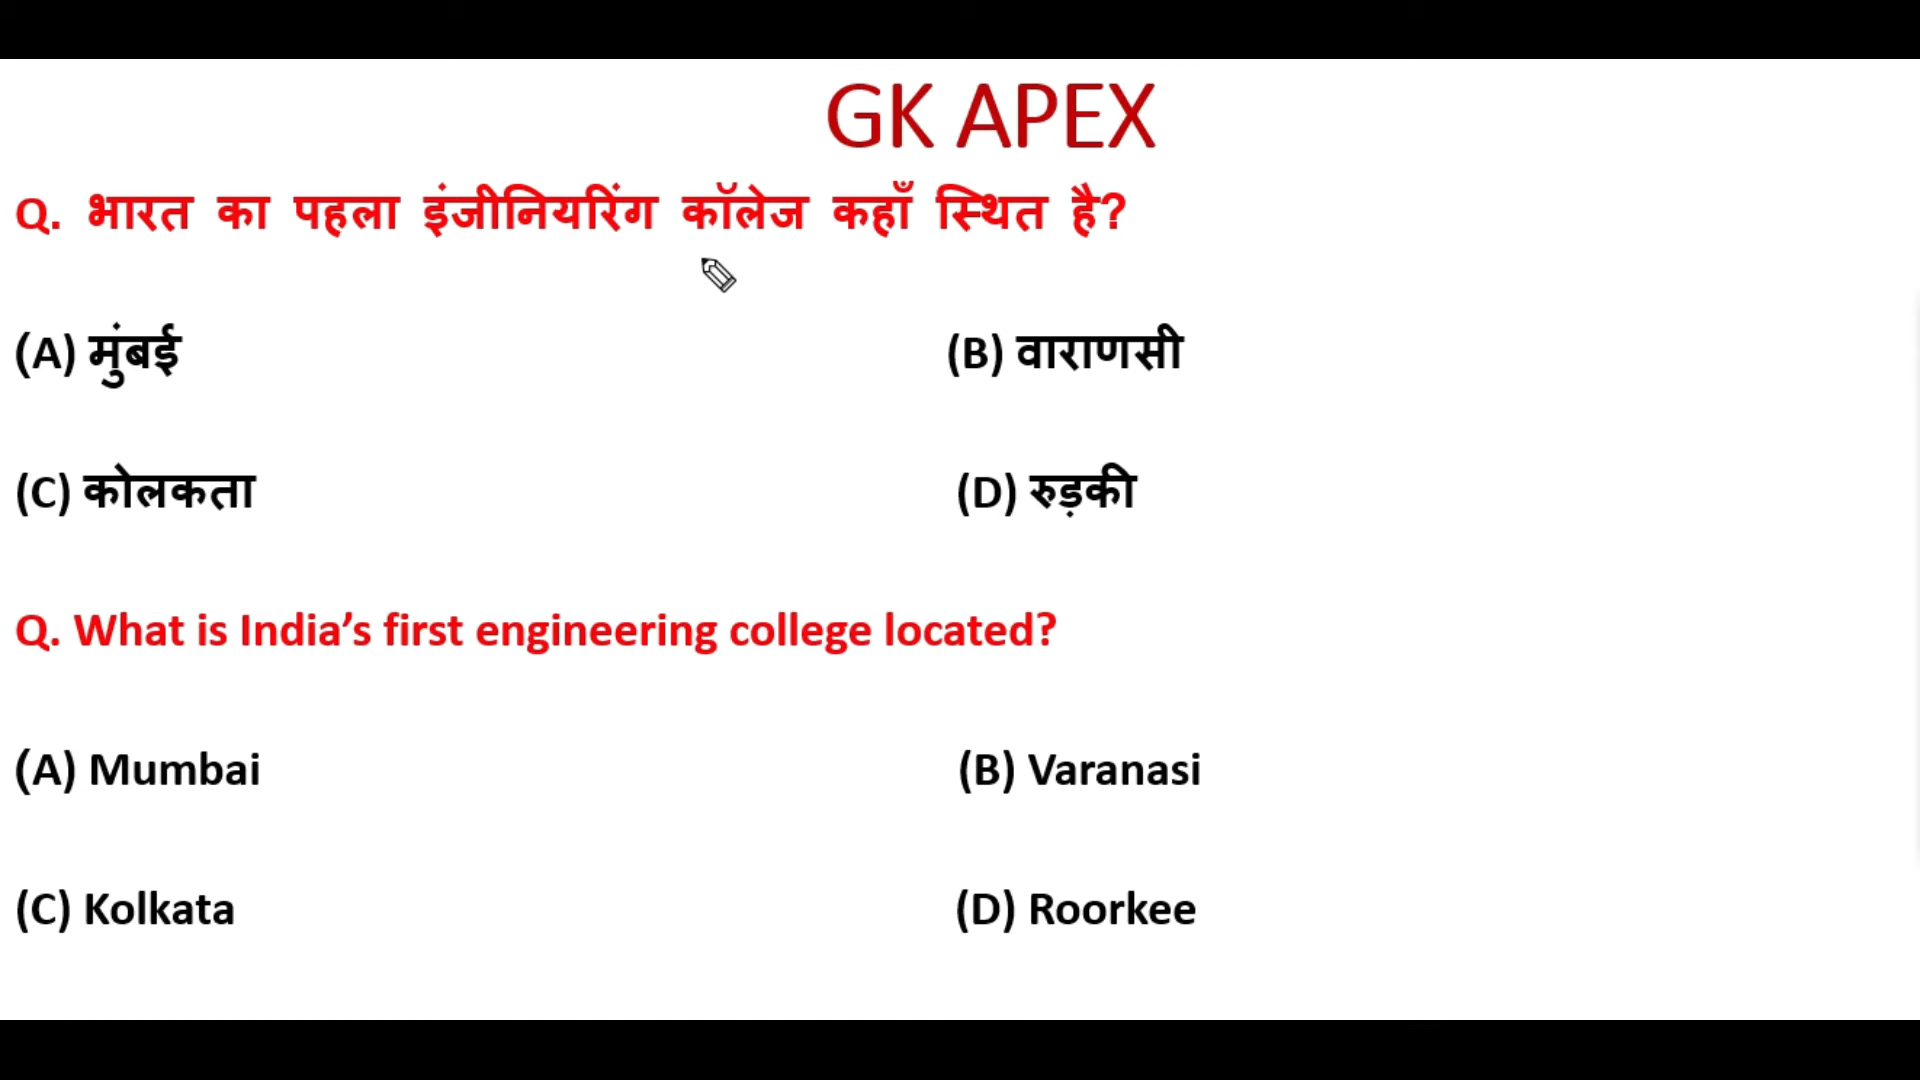 GK APEX
Q. भारत का पहला इंजीनियरिंग कॉलेज कहाँ स्थित है?
(A) मुंबई (B) वाराणसी
(C) कोलकता (D) रुड़की
Q. What is India’s first engineering college located?
(A) Mumbai (B) Varanasi
(C) Kolkata (D) Roorkee